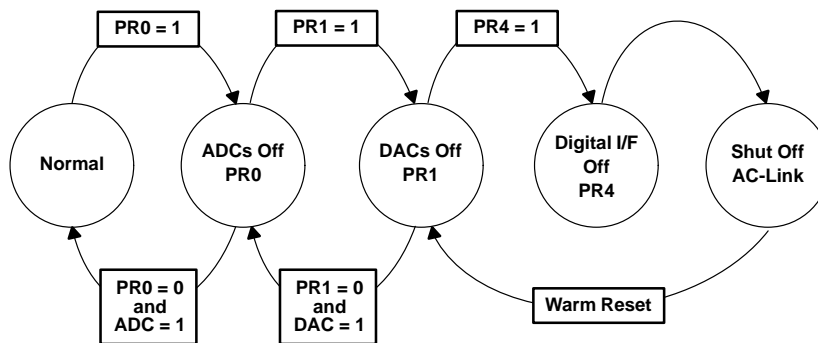 PR0 = 1
PR1 = 1
PR4 = 1
Normal
ADCs Off
PR0
DACs Off
PR1
Digital I/F
Off
PR4
Shut Off
AC-Link
PR0 = 0
and
ADC = 1
PR1 = 0
and
DAC = 1
Warm Reset